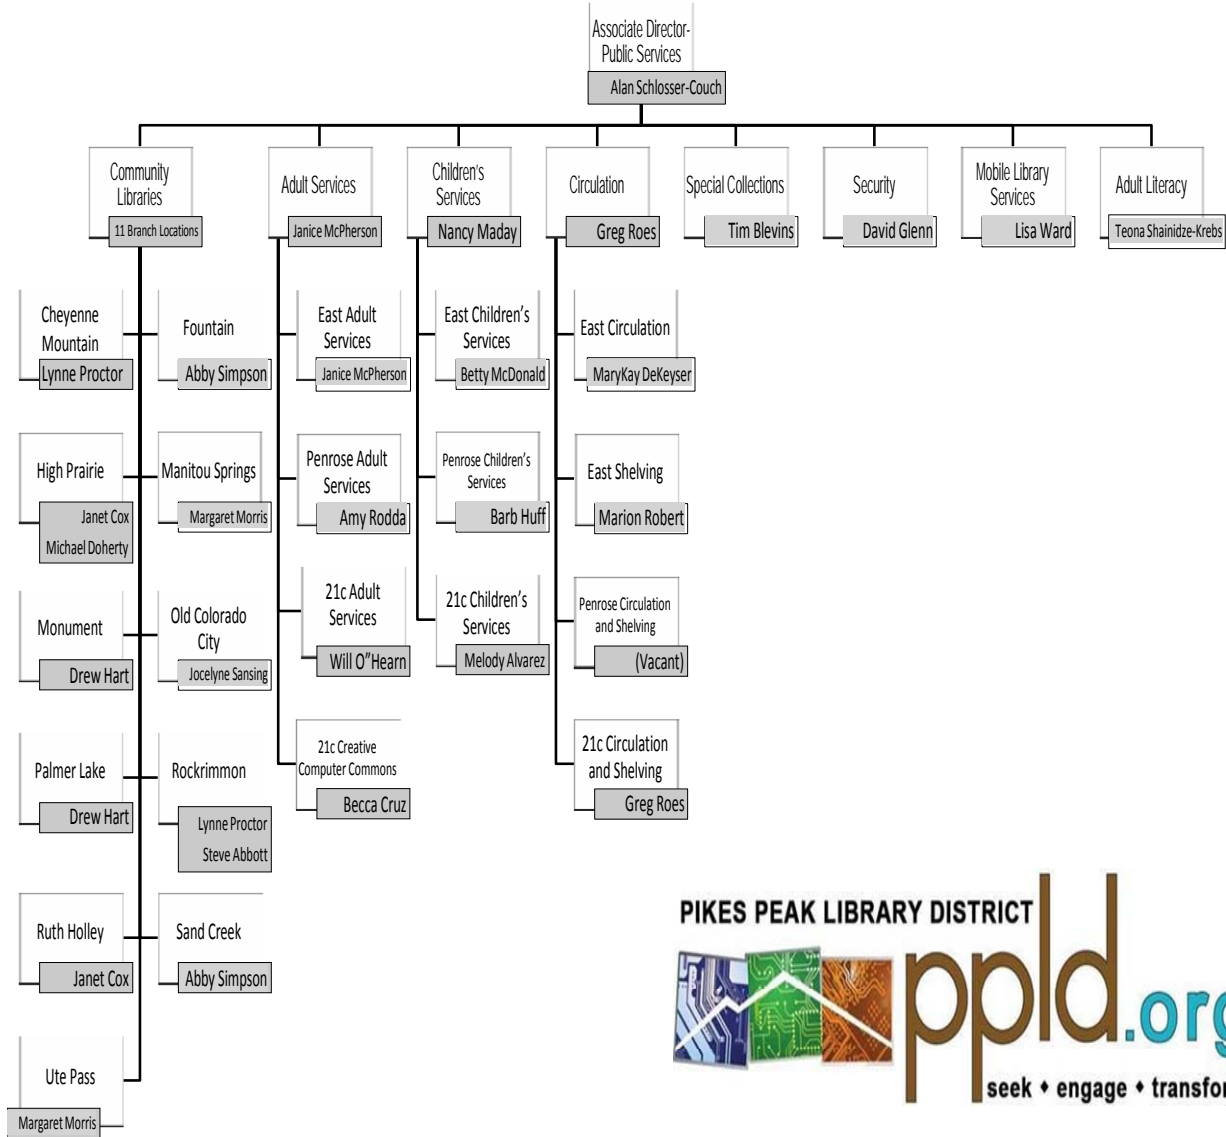 Associate Director-
Public Services
Alan Schlosser-Couch
Community
Libraries
11 Branch Locations
Adult Services
Janice McPherson
Children's
Services
Nancy Maday
Circulation
Greg Roes
Special Collections
Tim Blevins
Security
David Glenn
Mobile Library
Services
Lisa Ward
Adult Literacy
Teona Shainidze-Krebs
Cheyenne
Mountain
Lynne Proctor
Fountain
Abby Simpson
High Prairie
Janet Cox
Michael Doherty
Manitou Springs
Margaret Morris
Monument
Drew Hart
Old Colorado
City
Jocelyne Sansing
Palmer Lake
Drew Hart
Rockrimmon
Lynne Proctor
Steve Abbott
Ruth Holley
Janet Cox
Sand Creek
Abby Simpson
Ute Pass
Margaret Morris
East Adult
Services
Janice McPherson
Penrose Adult
Services
Amy Rodda
21c Adult
Services
Will O"Hearn
21c Creative
Computer Commons
Becca Cruz
East Children's
Services
Betty McDonald
Penrose Children's
Services
Barb Huff
21c Children's
Services
Melody Alvarez
East Circulation
MaryKay DeKeyser
East Shelving
Marion Robert
Penrose Circulation
and Shelving
(Vacant)
21c Circulation
and Shelving
Greg Roes
PIKES PEAK LIBRARY DISTRICT
ppld.org
seek • engage • transfor